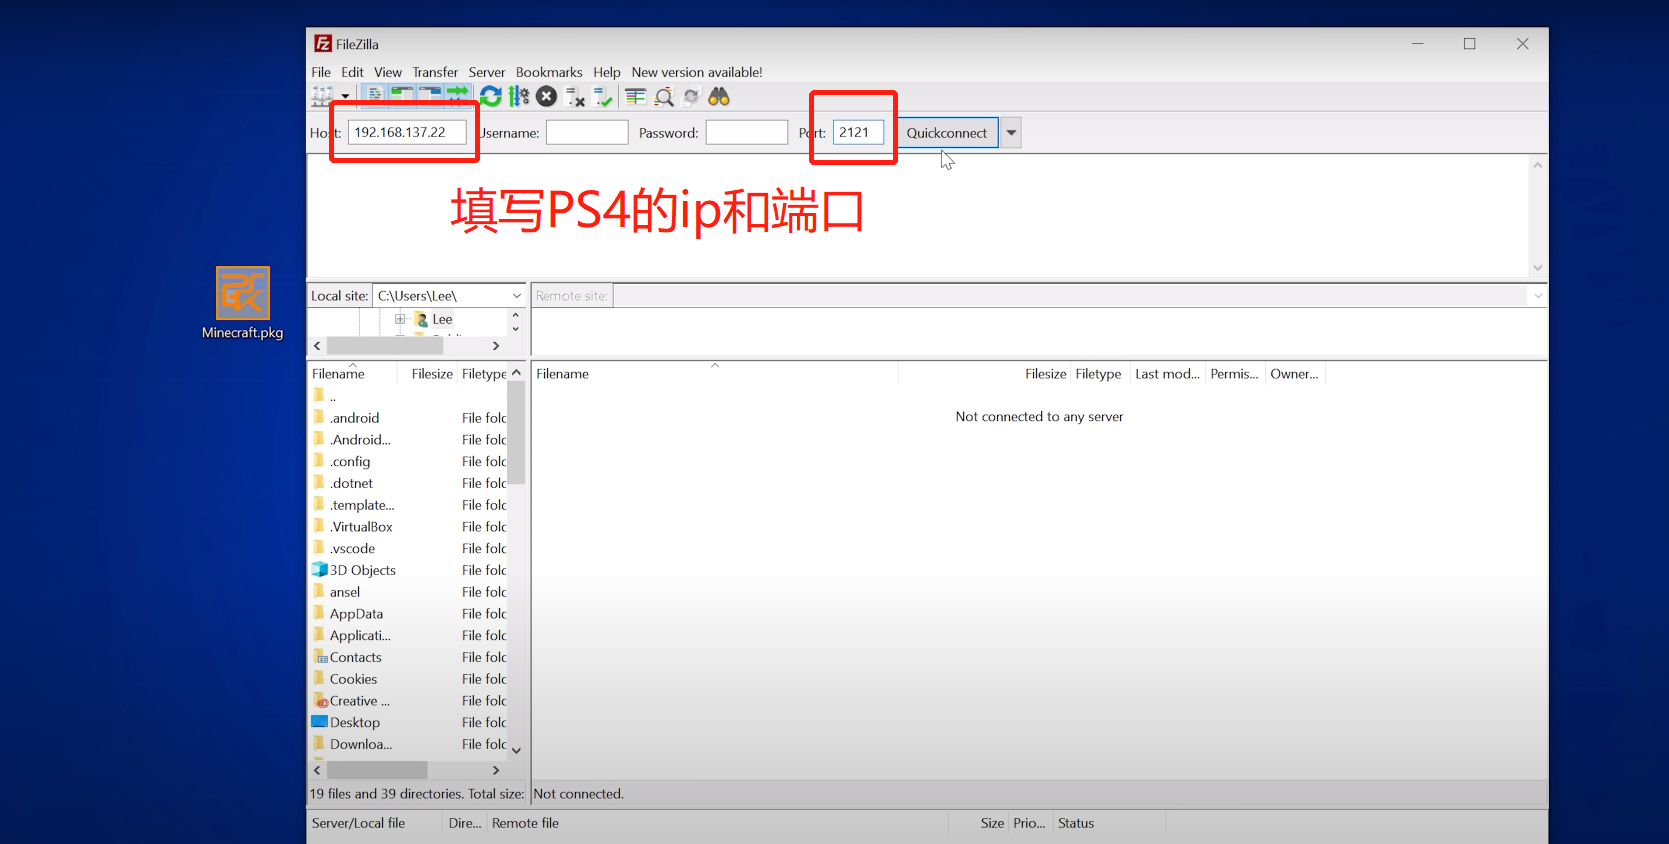 FileZilla
File Edit View Transfer Server Bookmarks Help New version available!
Host: 192.168.137.22 Username: Password: Port: 2121 Quickconnect
填写PS4的ip和端口
Minecraft.pkg
Local site: C:\Users\Lee\
Remote site:
Lee
Filename Filesize Filetype
..
.android File folc
.Android... File folc
.config File folc
.dotnet File folc
.template... File folc
.VirtualBox File folc
.vscode File folc
3D Objects File folc
ansel File folc
AppData File folc
Applicati... File folc
Contacts File folc
Cookies File folc
Creative ... File folc
Desktop File folc
Downloa... File folc
19 files and 39 directories. Total size:
Filename Filesize Filetype Last mod... Permis... Owner...
Not connected to any server
Not connected.
Server/Local file Dire... Remote file Size Prio... Status